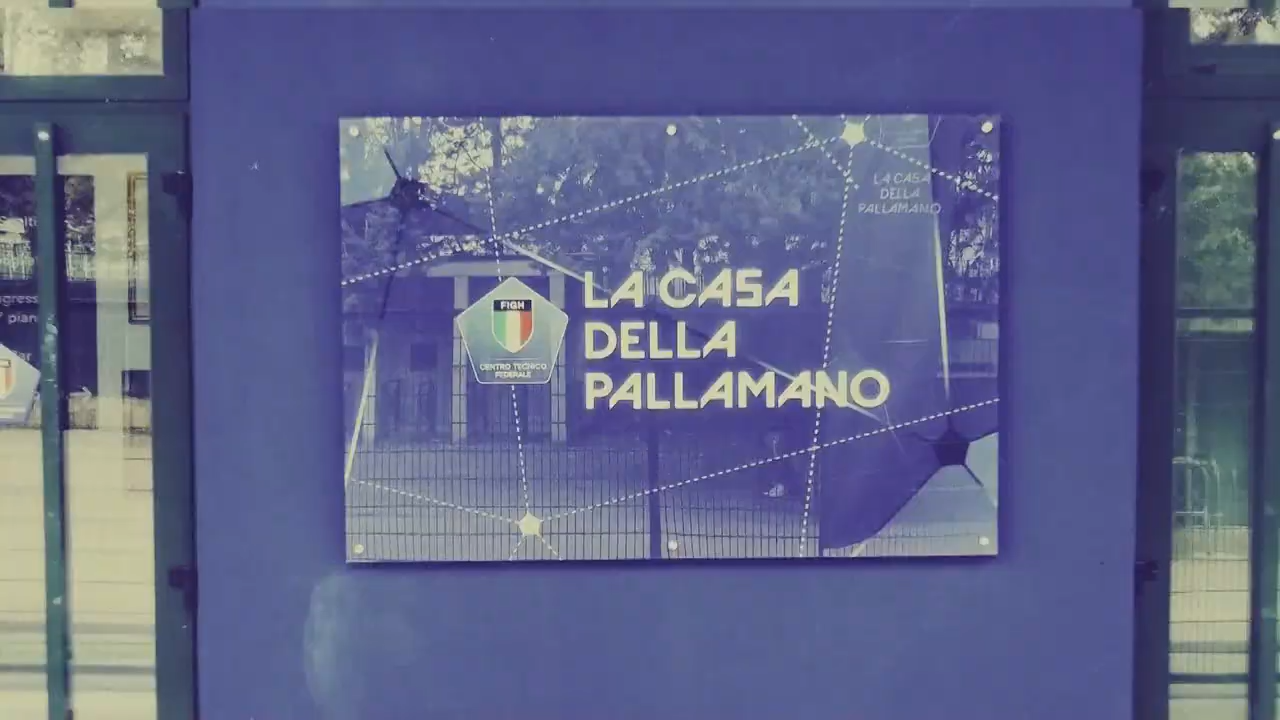 LA CASA
DELLA
PALLAMANO
FIGH
CENTRO TECNICO
FEDERALE
LA CASA
DELLA
PALLAMANO